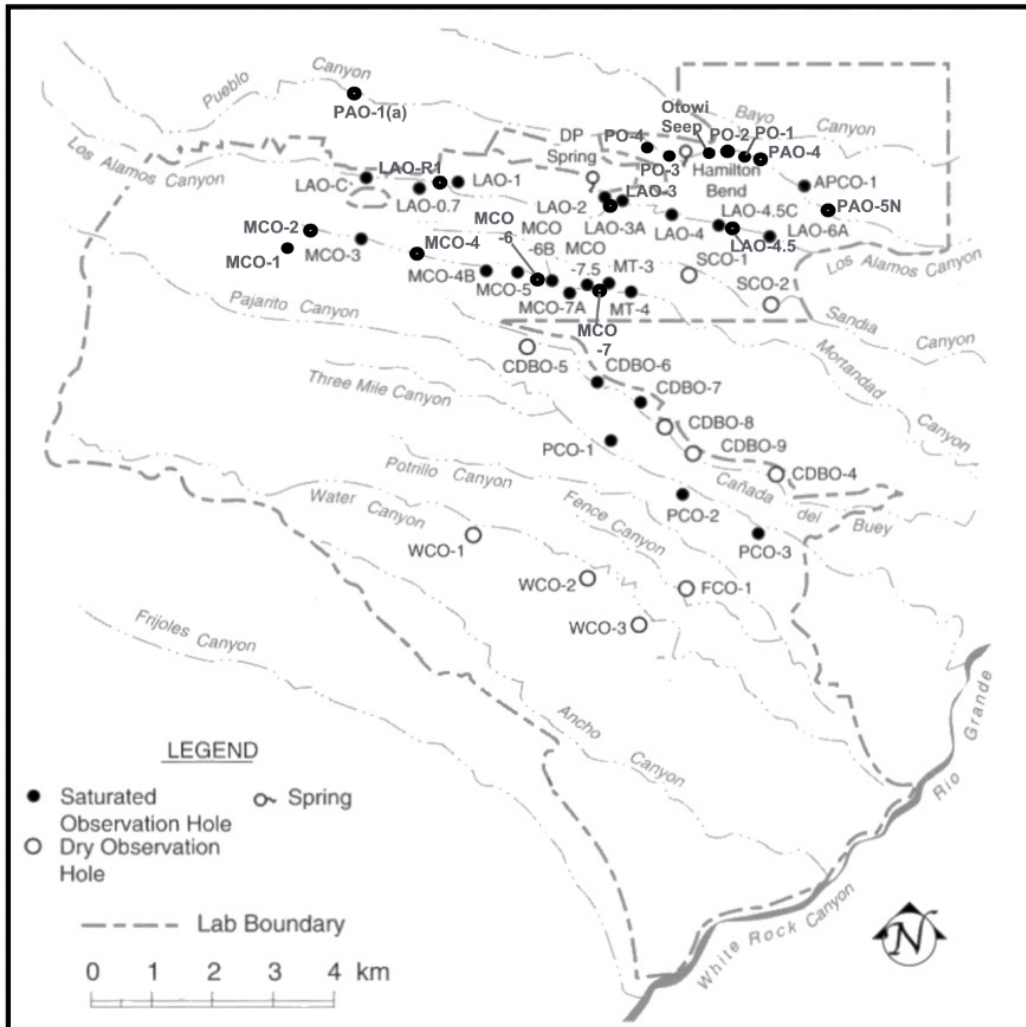 Pueblo Canyon
PAO-1(a)
Los Alamos Canyon
LAO-C
LAO-R1
LAO-0.7
LAO-1
DP
Spring
PO-4
PO-3
Otowi
Seep
PO-2
PO-1
PAO-4
Bayo Canyon
Hamilton
Bend
APCO-1
PAO-5N
LAO-2
LAO-3
LAO-3A
LAO-4
LAO-4.5C
LAO-4.5
LAO-6A
Los Alamos Canyon
SCO-1
SCO-2
Sandia Canyon
MCO-2
MCO-1
MCO-3
MCO-4
MCO-4B
MCO-5
MCO
-6
MCO
-6B
MCO
-7.5
MCO-7A
MT-3
MT-4
MCO
-7
Mortandad Canyon
Pajarito Canyon
CDBO-5
CDBO-6
CDBO-7
CDBO-8
CDBO-9
CDBO-4
Cañada del Buey
Three Mile Canyon
PCO-1
PCO-2
PCO-3
Potrillo Canyon
Fence Canyon
Water
Canyon
WCO-1
WCO-2
WCO-3
FCO-1
Frijoles Canyon
Ancho Canyon
Rio Grande
White Rock Canyon
LEGEND
Saturated
Observation Hole
Spring
Dry Observation
Hole
Lab Boundary
0 1 2 3 4 km
N